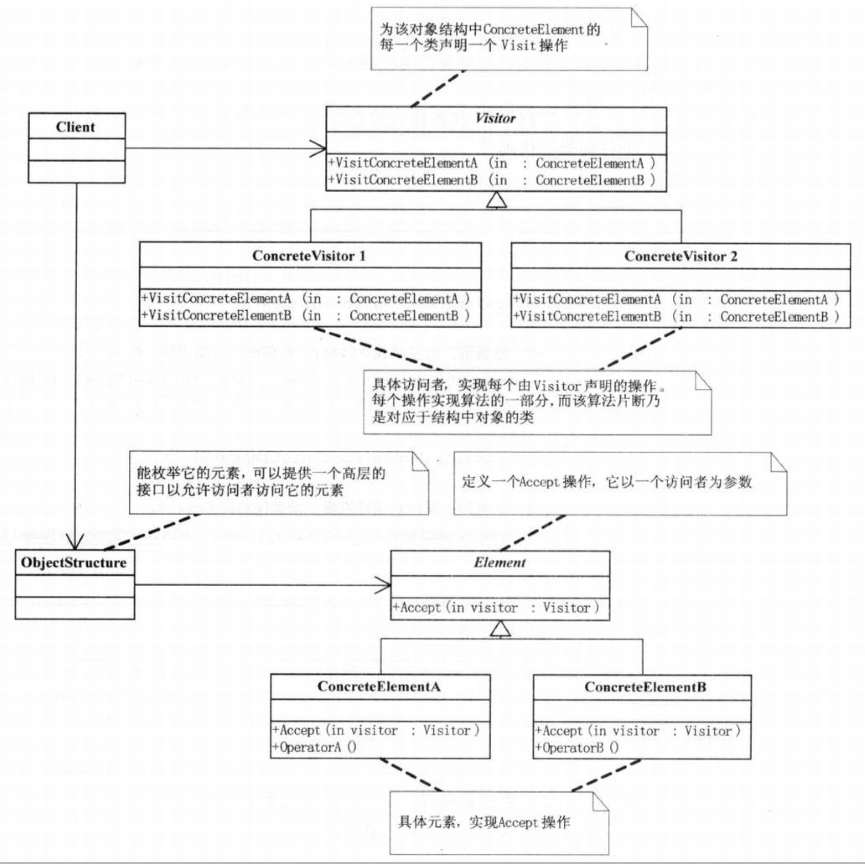 为该对象结构中ConcreteElement的
每一个类声明一个 Visit 操作
Client
Visitor
+VisitConcreteElementA (in : ConcreteElementA )
+VisitConcreteElementB (in : ConcreteElementB )
ConcreteVisitor 1
+VisitConcreteElementA (in : ConcreteElementA )
+VisitConcreteElementB (in : ConcreteElementB )
ConcreteVisitor 2
+VisitConcreteElementA (in : ConcreteElementA )
+VisitConcreteElementB (in : ConcreteElementB )
具体访问者，实现每个由Visitor 声明的操作。
每个操作实现算法的一部分，而该算法片断乃
是对应于结构中对象的类
能枚举它的元素，可以提供一个高层的
接口以允许访问者访问它的元素
定义一个Accept 操作，它以一个访问者为参数
ObjectStructure
Element
+Accept(in visitor : Visitor)
ConcreteElementA
+Accept(in visitor : Visitor)
+OperatorA ()
ConcreteElementB
+Accept(in visitor : Visitor)
+OperatorB ()
具体元素，实现Accept 操作